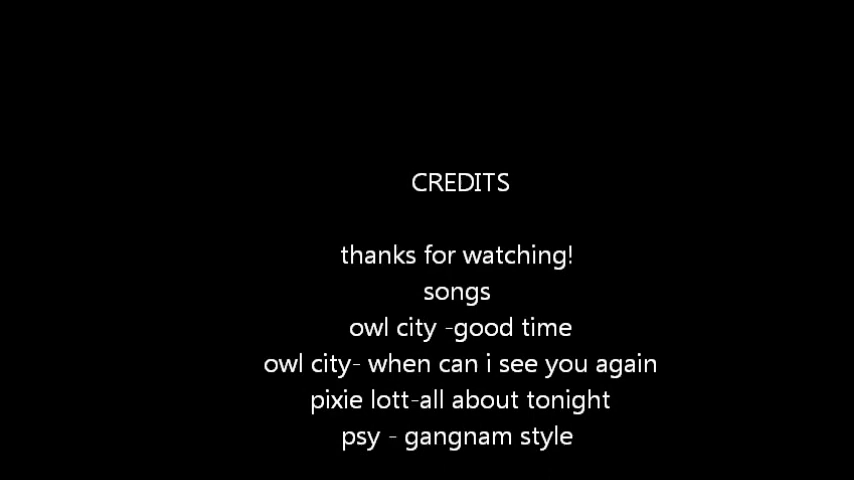 CREDITS
thanks for watching!
songs
owl city -good time
owl city- when can i see you again
pixie lott-all about tonight
psy - gangnam style